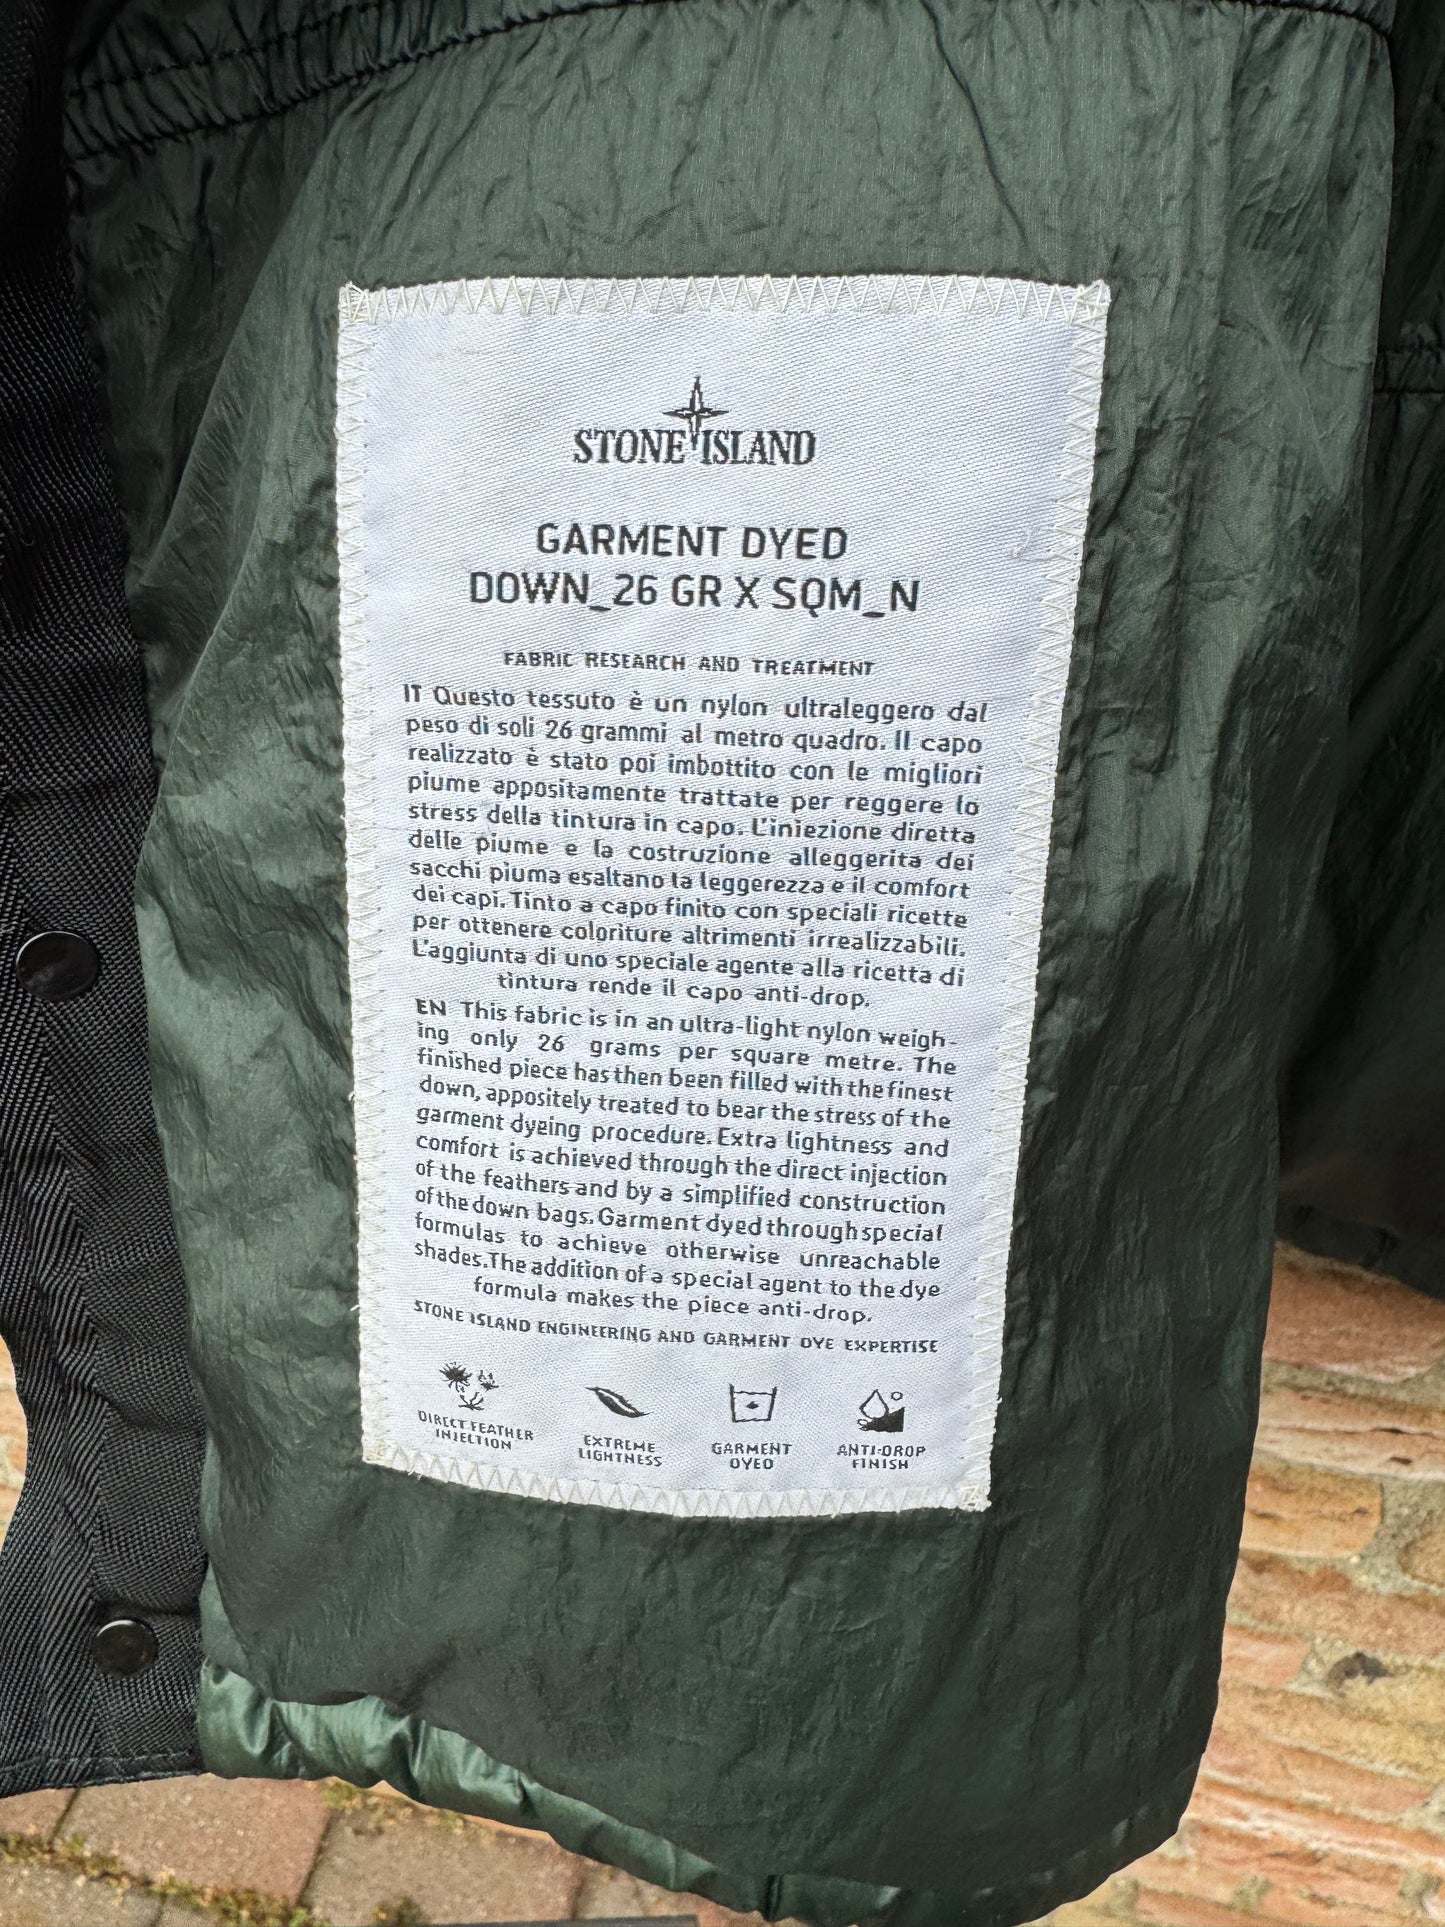 STONE ISLAND
GARMENT DYED
DOWN_26 GR X SQM_N
FABRIC RESEARCH AND TREATMENT
IT Questo tessuto è un nylon ultraleggero dal
peso di soli 26 grammi al metro quadro. Il capo
realizzato è stato poi imbottito con le migliori
piume appositamente trattate per reggere lo
stress della tintura in capo. L'iniezione diretta
delle piume e la costruzione alleggerita dei
sacchi piuma esaltano la leggerezza e il comfort
dei capi. Tinto a capo finito con speciali ricette
per ottenere coloriture altrimenti irrealizzabili.
L'aggiunta di uno speciale agente alla ricetta di
tintura rende il capo anti-drop.
EN This fabric is in an ultra-light nylon weigh-
ing only 26 grams per square metre. The
finished piece has then been filled with the finest
down, appositely treated to bear the stress of the
garment dyeing procedure. Extra lightness and
comfort is achieved through the direct injection
of the feathers and by a simplified construction
of the down bags. Garment dyed through special
formulas to achieve otherwise unreachable
shades. The addition of a special agent to the dye
formula makes the piece anti-drop.
STONE ISLAND ENGINEERING AND GARMENT DYE EXPERTISE
DIRECT FEATHER
INJECTION
EXTREME
LIGHTNESS
GARMENT
DYED
ANTI-DROP
FINISH